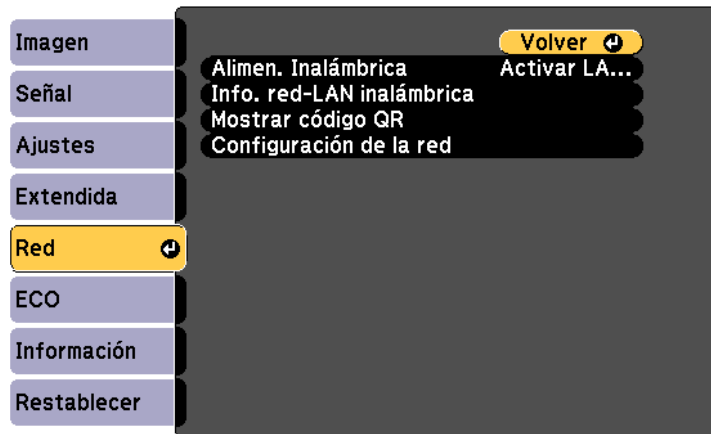 Imagen
Señal
Ajustes
Extendida
Red
ECO
Información
Restablecer
Volver
Alimen. Inalámbrica Activar LA...
Info. red-LAN inalámbrica
Mostrar código QR
Configuración de la red